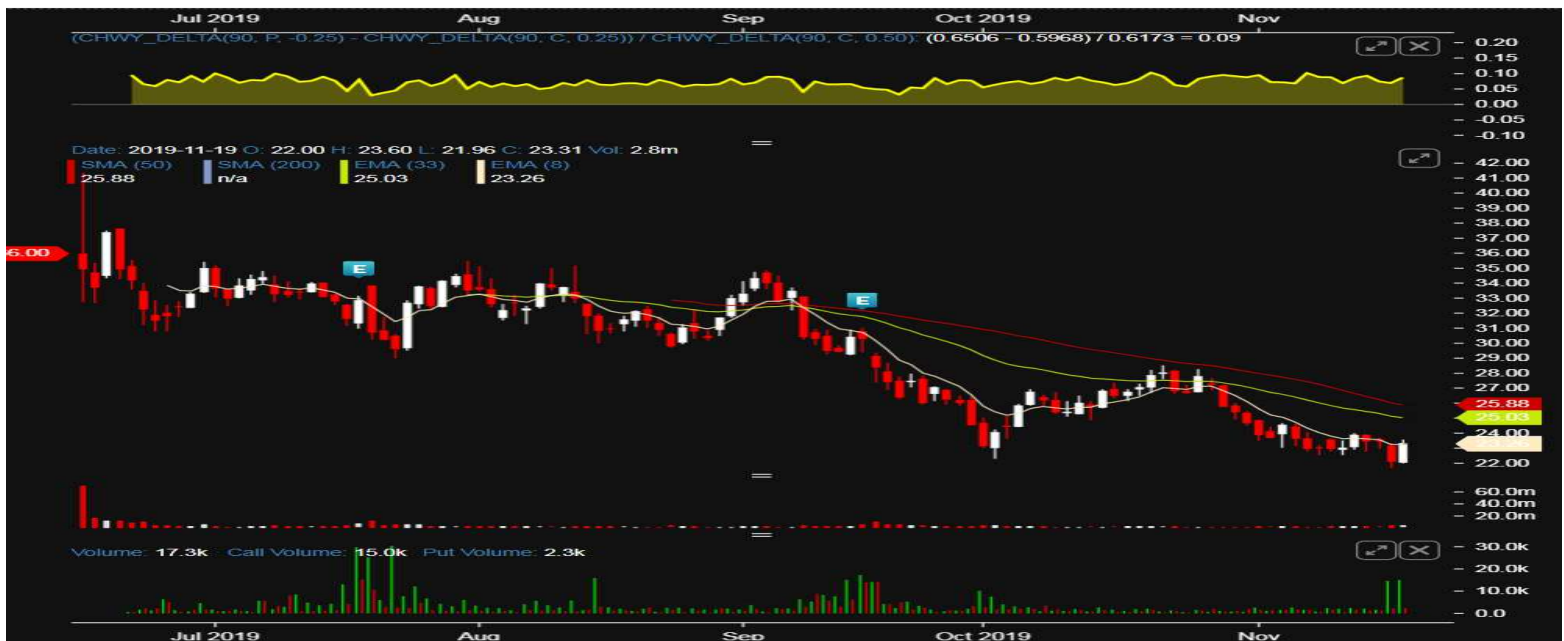 Jul 2019 Aug Sep Oct 2019 Nov
(CHWY_DELTA(90, P, -0.25) - CHWY_DELTA(90, C, 0.25)) / CHWY_DELTA(90, C, 0.50): (0.6506 - 0.5968) / 0.6173 = 0.09
0.20
0.15
0.10
0.05
0.00
-0.05
-0.10
Date: 2019-11-19 O: 22.00 H: 23.60 L: 21.96 C: 23.31 Vol: 2.8m
SMA (50) SMA (200) EMA (33) EMA (8)
25.88 n/a 25.03 23.26
42.00
41.00
40.00
39.00
38.00
37.00
36.00
35.00
34.00
33.00
32.00
31.00
30.00
29.00
28.00
27.00
25.88
25.03
24.00
23.26
22.00
6.00
E
E
60.0m
40.0m
20.0m
Volume: 17.3k Call Volume: 15.0k Put Volume: 2.3k
30.0k
20.0k
10.0k
0.0
Jul 2019 Aug Sep Oct 2019 Nov